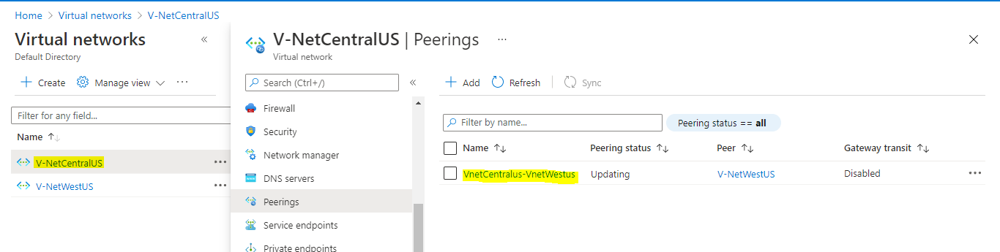 Home > Virtual networks > V-NetCentralUS
Virtual networks «
Default Directory
+ Create Manage view ···
Filter for any field...
Name ↑↓
V-NetCentralUS ···
V-NetWestUS ···
V-NetCentralUS | Peerings ···
Virtual network
Search (Ctrl+/) «
Firewall
Security
Network manager
DNS servers
Peerings
Service endpoints
Private endpoints
+ Add Refresh Sync
Filter by name...
Peering status == all
Name ↑↓ Peering status ↑↓ Peer ↑↓ Gateway transit ↑↓
VnetCentralus-VnetWestus Updating V-NetWestUS Disabled ···